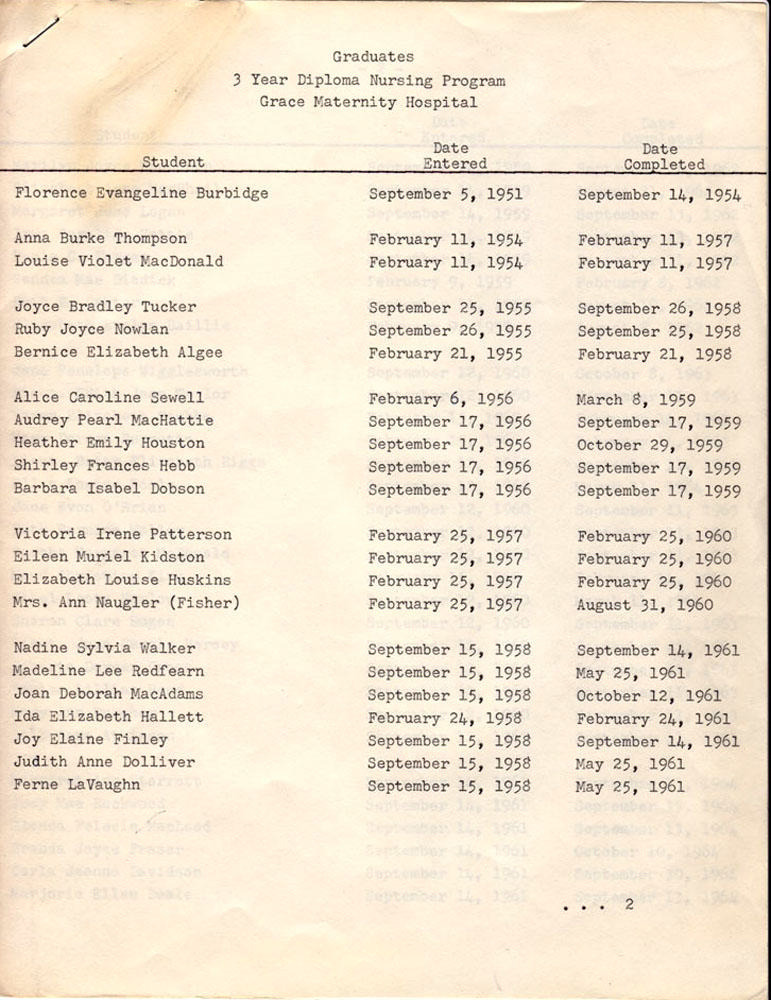 Graduates
3 Year Diploma Nursing Program
Grace Maternity Hospital
Student Date Entered Date Completed
Florence Evangeline Burbidge September 5, 1951 September 14, 1954
Anna Burke Thompson February 11, 1954 February 11, 1957
Louise Violet MacDonald February 11, 1954 February 11, 1957
Joyce Bradley Tucker September 25, 1955 September 26, 1958
Ruby Joyce Nowlan September 26, 1955 September 25, 1958
Bernice Elizabeth Algee February 21, 1955 February 21, 1958
Alice Caroline Sewell February 6, 1956 March 8, 1959
Audrey Pearl MacHattie September 17, 1956 September 17, 1959
Heather Emily Houston September 17, 1956 October 29, 1959
Shirley Frances Hebb September 17, 1956 September 17, 1959
Barbara Isabel Dobson September 17, 1956 September 17, 1959
Victoria Irene Patterson February 25, 1957 February 25, 1960
Eileen Muriel Kidston February 25, 1957 February 25, 1960
Elizabeth Louise Huskins February 25, 1957 February 25, 1960
Mrs. Ann Naugler (Fisher) February 25, 1957 August 31, 1960
Nadine Sylvia Walker September 15, 1958 September 14, 1961
Madeline Lee Redfearn September 15, 1958 May 25, 1961
Joan Deborah MacAdams September 15, 1958 October 12, 1961
Ida Elizabeth Hallett February 24, 1958 February 24, 1961
Joy Elaine Finley September 15, 1958 September 14, 1961
Judith Anne Dolliver September 15, 1958 May 25, 1961
Ferne LaVaughn September 15, 1958 May 25, 1961
. . . 2